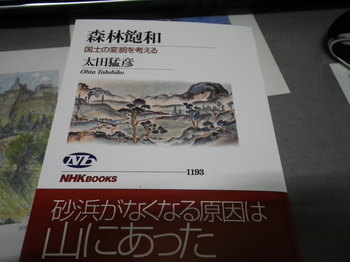 森林飽和
国土の変貌を考える
太田猛彦
Ohta Takehiko
Nb
1193
NHKBOOKS
砂浜がなくなる原因は
山にあった